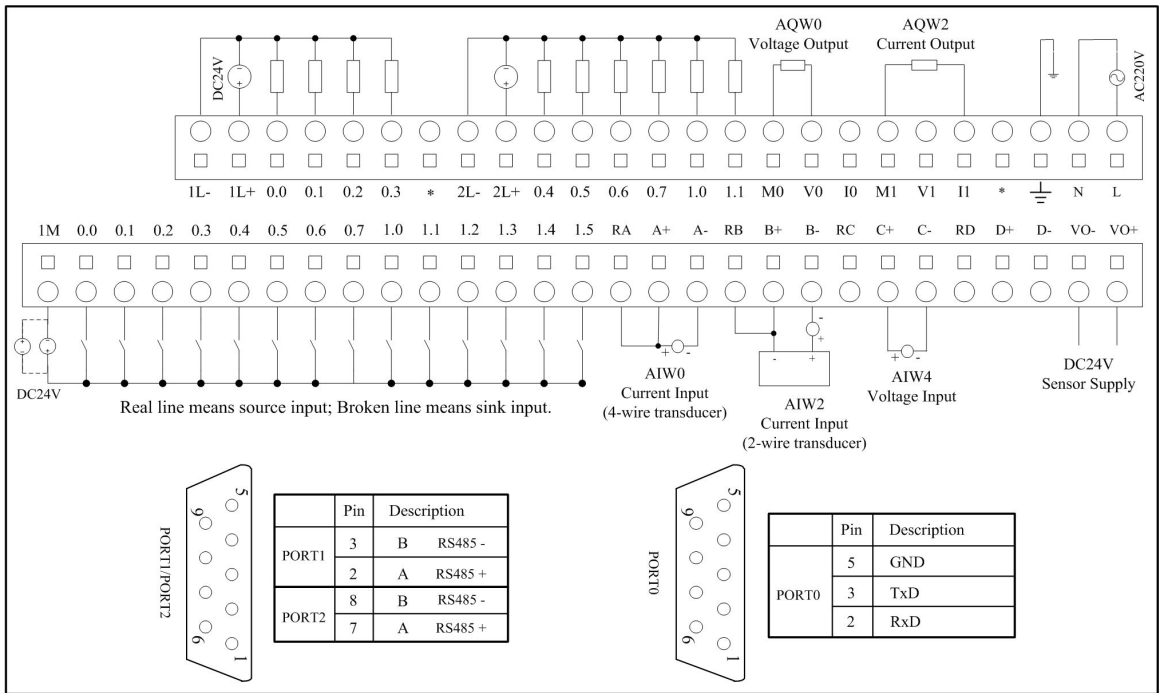 AQW0 AQW2
Voltage Output Current Output
DC24V AC220V
1L- 1L+ 0.0 0.1 0.2 0.3 * 2L- 2L+ 0.4 0.5 0.6 0.7 1.0 1.1 M0 V0 I0 M1 V1 I1 * N L
1M 0.0 0.1 0.2 0.3 0.4 0.5 0.6 0.7 1.0 1.1 1.2 1.3 1.4 1.5 RA A+ A- RB B+ B- RC C+ C- RD D+ D- VO- VO+
DC24V
Real line means source input; Broken line means sink input.
AIW0
Current Input
(4-wire transducer)
AIW2
Current Input
(2-wire transducer)
AIW4
Voltage Input
DC24V
Sensor Supply
PORT1/PORT2
5
9
6
1
Pin Description
PORT1
3 B RS485 -
2 A RS485 +
PORT2
8 B RS485 -
7 A RS485 +
PORT0
5
9
6
1
Pin Description
PORT0
5 GND
3 TxD
2 RxD